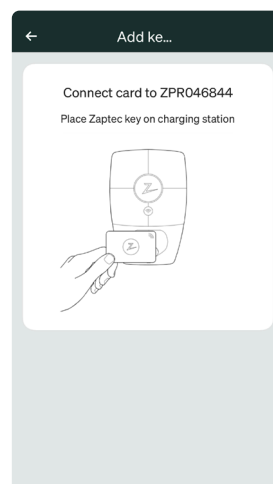 Add ke...
Connect card to ZPR046844
Place Zaptec key on charging station